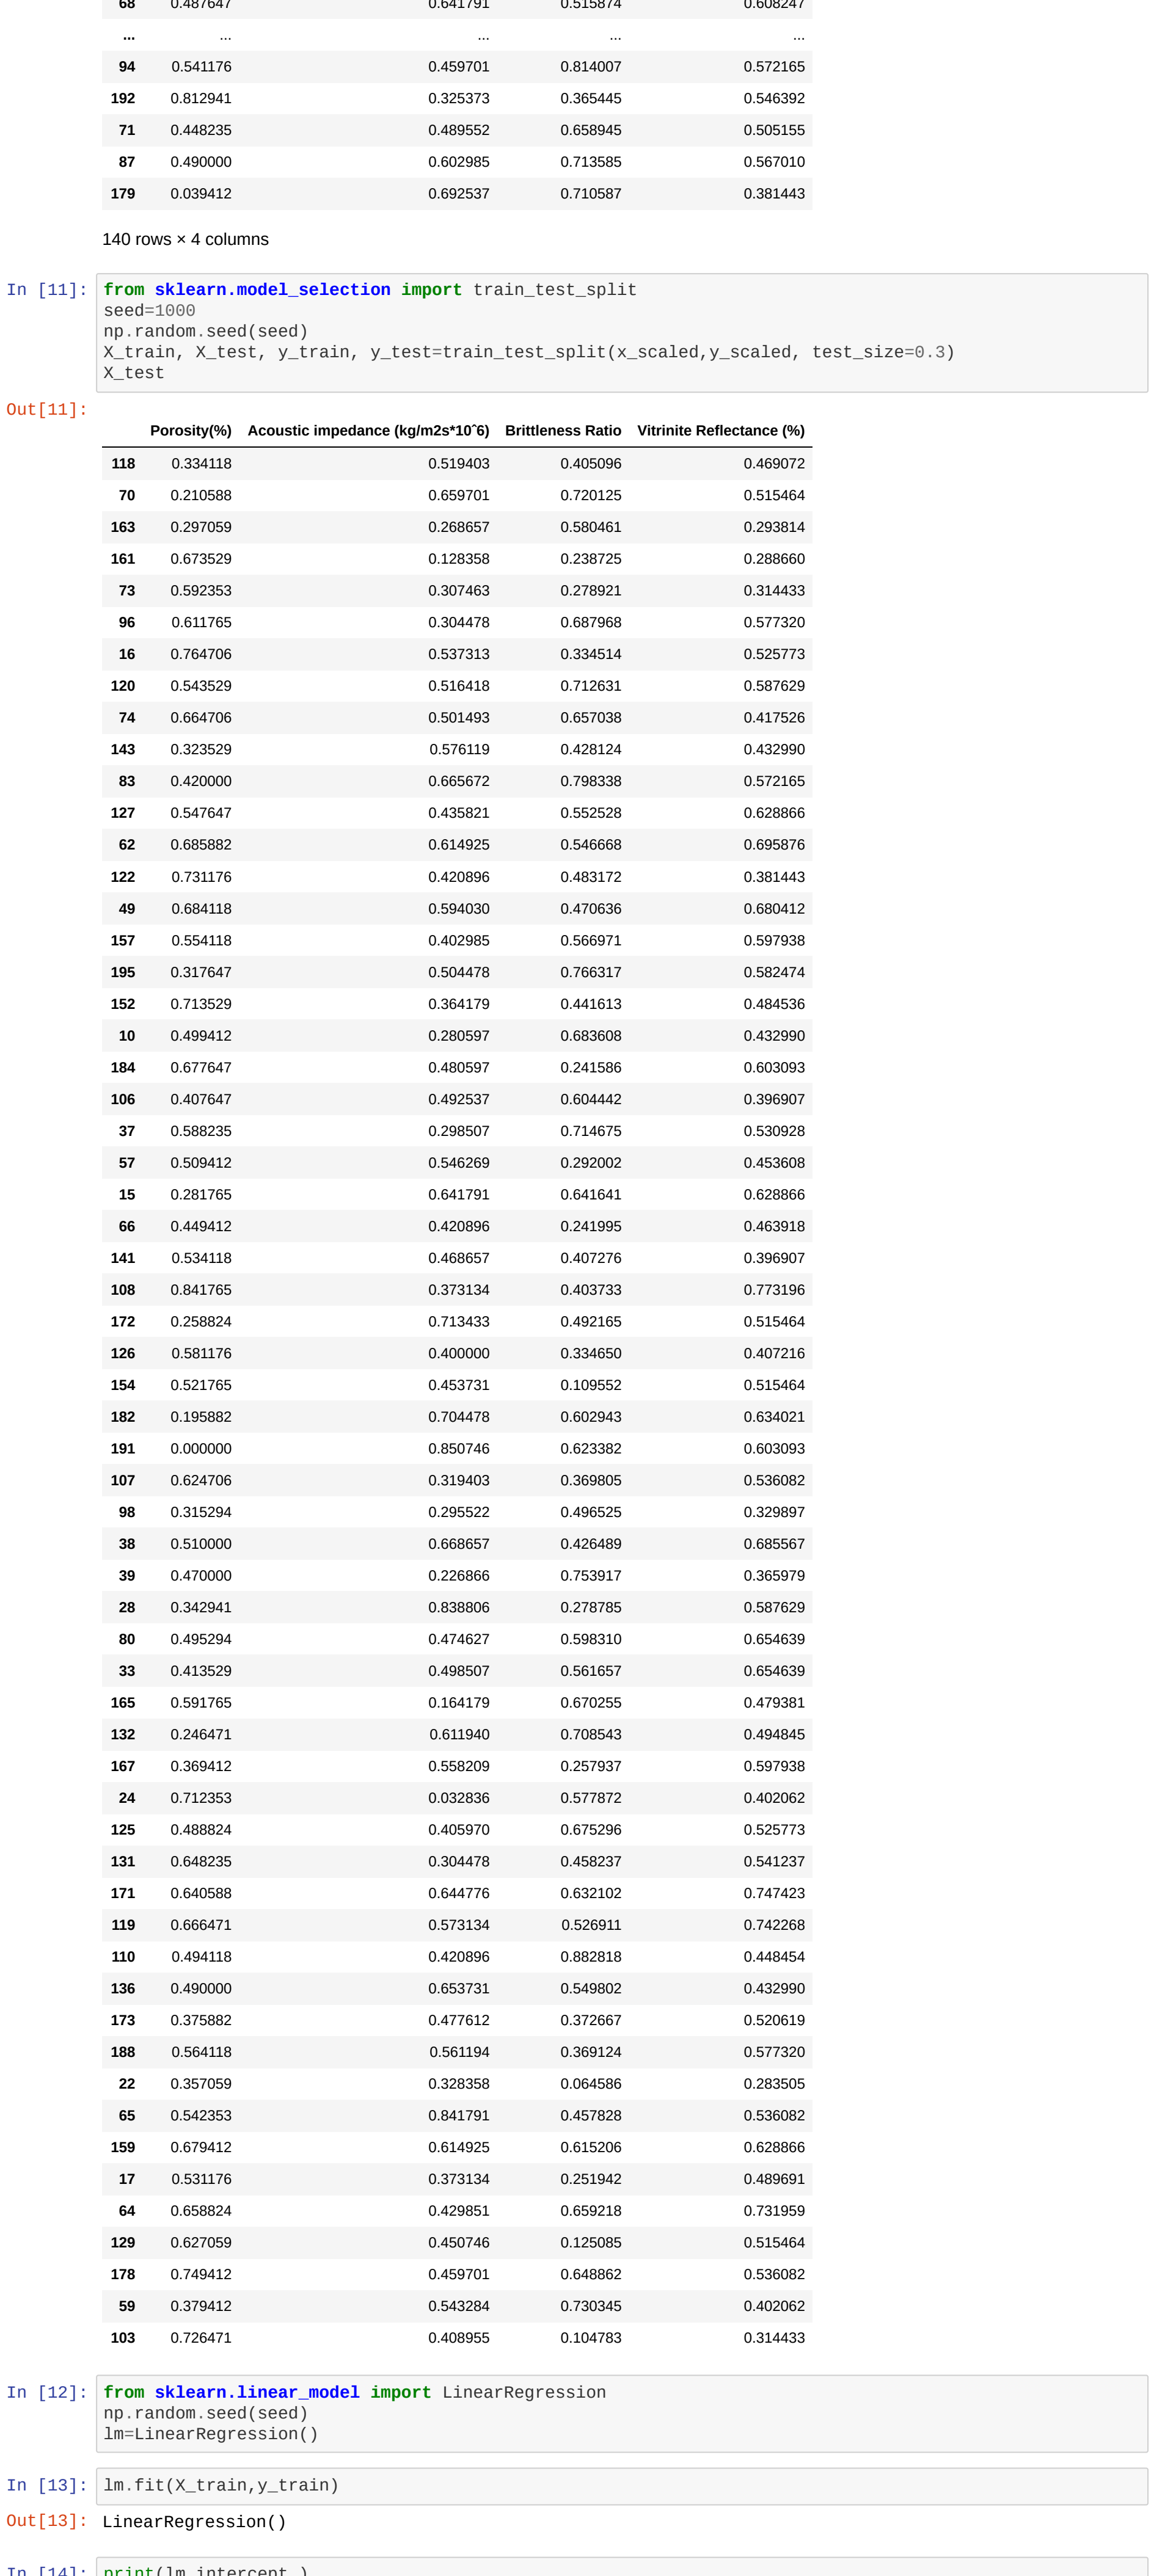 68 0.487647 0.641791 0.515874 0.608247
... ... ... ... ...
94 0.541176 0.459701 0.814007 0.572165
192 0.812941 0.325373 0.365445 0.546392
71 0.448235 0.489552 0.658945 0.505155
87 0.490000 0.602985 0.713585 0.567010
179 0.039412 0.692537 0.710587 0.381443
140 rows × 4 columns
In [11]: from sklearn.model_selection import train_test_split
seed=1000
np.random.seed(seed)
X_train, X_test, y_train, y_test=train_test_split(x_scaled,y_scaled, test_size=0.3)
X_test
Out[11]:
Porosity(%) Acoustic impedance (kg/m2s*10ˆ6) Brittleness Ratio Vitrinite Reflectance (%)
118 0.334118 0.519403 0.405096 0.469072
70 0.210588 0.659701 0.720125 0.515464
163 0.297059 0.268657 0.580461 0.293814
161 0.673529 0.128358 0.238725 0.288660
73 0.592353 0.307463 0.278921 0.314433
96 0.611765 0.304478 0.687968 0.577320
16 0.764706 0.537313 0.334514 0.525773
120 0.543529 0.516418 0.712631 0.587629
74 0.664706 0.501493 0.657038 0.417526
143 0.323529 0.576119 0.428124 0.432990
83 0.420000 0.665672 0.798338 0.572165
127 0.547647 0.435821 0.552528 0.628866
62 0.685882 0.614925 0.546668 0.695876
122 0.731176 0.420896 0.483172 0.381443
49 0.684118 0.594030 0.470636 0.680412
157 0.554118 0.402985 0.566971 0.597938
195 0.317647 0.504478 0.766317 0.582474
152 0.713529 0.364179 0.441613 0.484536
10 0.499412 0.280597 0.683608 0.432990
184 0.677647 0.480597 0.241586 0.603093
106 0.407647 0.492537 0.604442 0.396907
37 0.588235 0.298507 0.714675 0.530928
57 0.509412 0.546269 0.292002 0.453608
15 0.281765 0.641791 0.641641 0.628866
66 0.449412 0.420896 0.241995 0.463918
141 0.534118 0.468657 0.407276 0.396907
108 0.841765 0.373134 0.403733 0.773196
172 0.258824 0.713433 0.492165 0.515464
126 0.581176 0.400000 0.334650 0.407216
154 0.521765 0.453731 0.109552 0.515464
182 0.195882 0.704478 0.602943 0.634021
191 0.000000 0.850746 0.623382 0.603093
107 0.624706 0.319403 0.369805 0.536082
98 0.315294 0.295522 0.496525 0.329897
38 0.510000 0.668657 0.426489 0.685567
39 0.470000 0.226866 0.753917 0.365979
28 0.342941 0.838806 0.278785 0.587629
80 0.495294 0.474627 0.598310 0.654639
33 0.413529 0.498507 0.561657 0.654639
165 0.591765 0.164179 0.670255 0.479381
132 0.246471 0.611940 0.708543 0.494845
167 0.369412 0.558209 0.257937 0.597938
24 0.712353 0.032836 0.577872 0.402062
125 0.488824 0.405970 0.675296 0.525773
131 0.648235 0.304478 0.458237 0.541237
171 0.640588 0.644776 0.632102 0.747423
119 0.666471 0.573134 0.526911 0.742268
110 0.494118 0.420896 0.882818 0.448454
136 0.490000 0.653731 0.549802 0.432990
173 0.375882 0.477612 0.372667 0.520619
188 0.564118 0.561194 0.369124 0.577320
22 0.357059 0.328358 0.064586 0.283505
65 0.542353 0.841791 0.457828 0.536082
159 0.679412 0.614925 0.615206 0.628866
17 0.531176 0.373134 0.251942 0.489691
64 0.658824 0.429851 0.659218 0.731959
129 0.627059 0.450746 0.125085 0.515464
178 0.749412 0.459701 0.648862 0.536082
59 0.379412 0.543284 0.730345 0.402062
103 0.726471 0.408955 0.104783 0.314433
In [12]: from sklearn.linear_model import LinearRegression
np.random.seed(seed)
lm=LinearRegression()
In [13]: lm.fit(X_train,y_train)
Out[13]: LinearRegression()
In [14]: print(lm.intercept_)